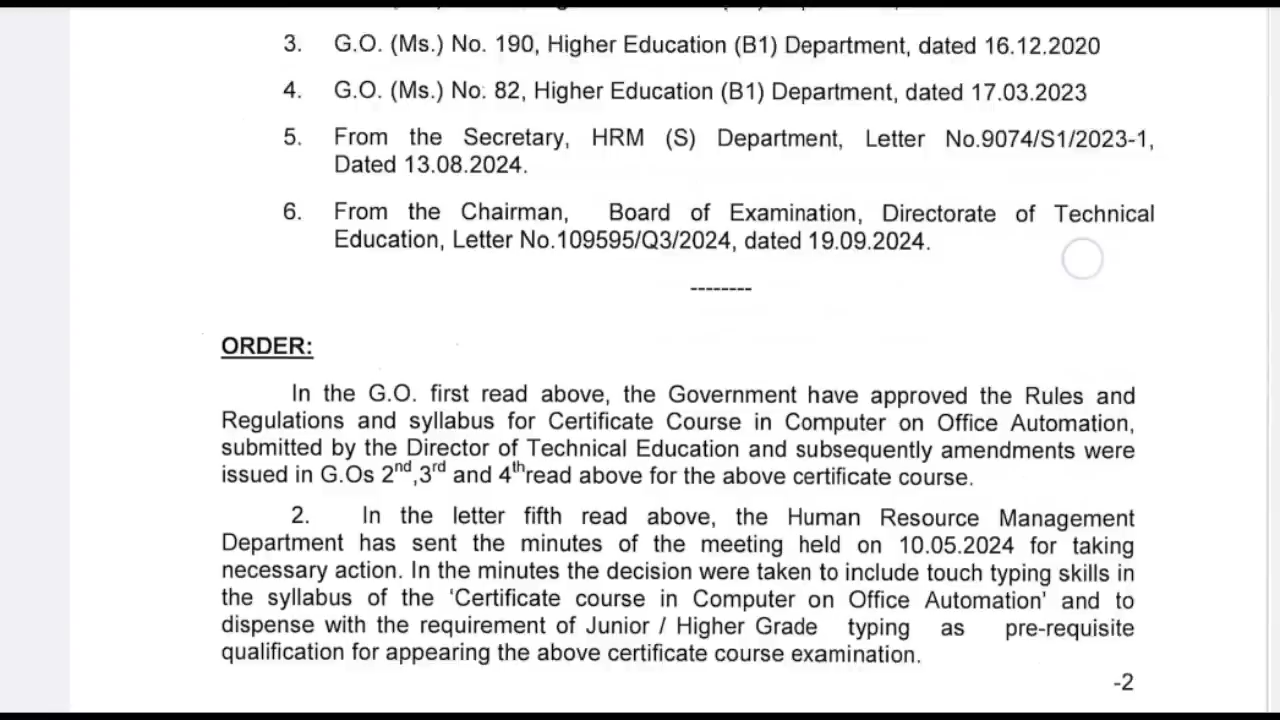 3. G.O. (Ms.) No. 190, Higher Education (B1) Department, dated 16.12.2020
4. G.O. (Ms.) No. 82, Higher Education (B1) Department, dated 17.03.2023
5. From the Secretary, HRM (S) Department, Letter No.9074/S1/2023-1,
Dated 13.08.2024.
6. From the Chairman, Board of Examination, Directorate of Technical
Education, Letter No.109595/Q3/2024, dated 19.09.2024.
--------
ORDER:
In the G.O. first read above, the Government have approved the Rules and
Regulations and syllabus for Certificate Course in Computer on Office Automation,
submitted by the Director of Technical Education and subsequently amendments were
issued in G.Os 2nd,3rd and 4thread above for the above certificate course.
2. In the letter fifth read above, the Human Resource Management
Department has sent the minutes of the meeting held on 10.05.2024 for taking
necessary action. In the minutes the decision were taken to include touch typing skills in
the syllabus of the 'Certificate course in Computer on Office Automation' and to
dispense with the requirement of Junior / Higher Grade typing as pre-requisite
qualification for appearing the above certificate course examination.
-2